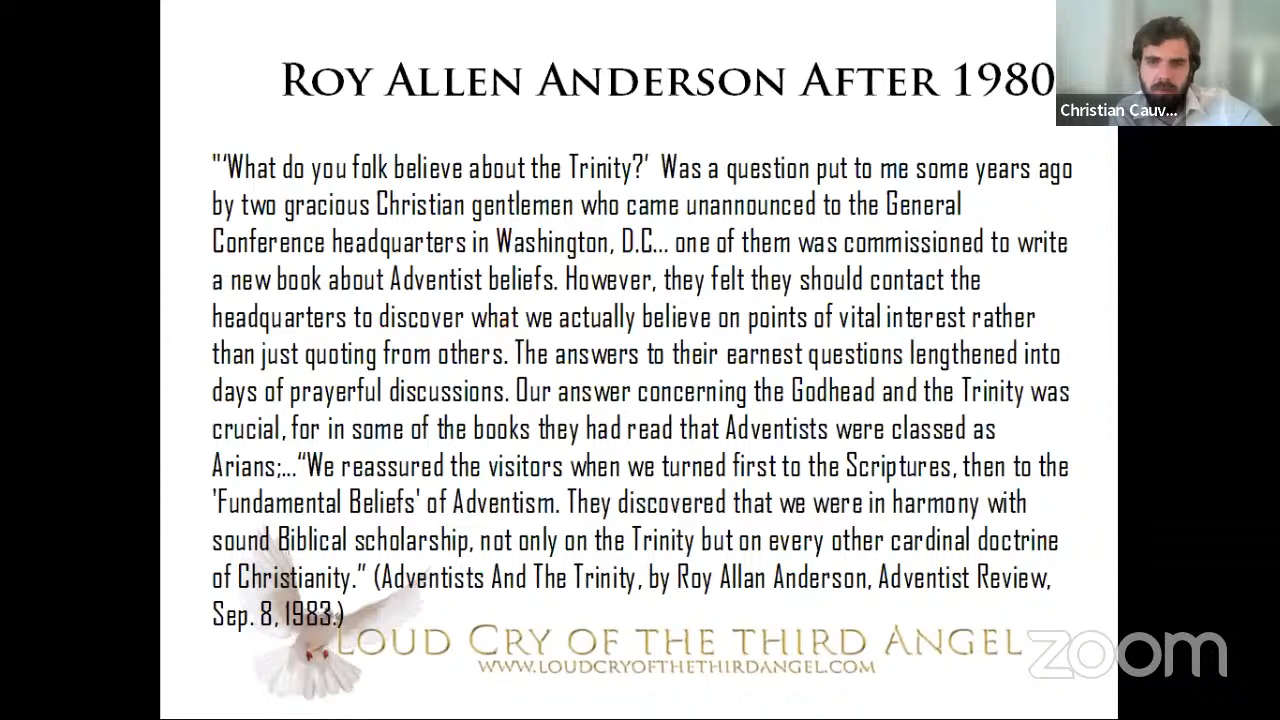 Roy Allen Anderson After 1980
Christian Cauv...
"‘What do you folk believe about the Trinity?’ Was a question put to me some years ago
by two gracious Christian gentlemen who came unannounced to the General
Conference headquarters in Washington, D.C... one of them was commissioned to write
a new book about Adventist beliefs. However, they felt they should contact the
headquarters to discover what we actually believe on points of vital interest rather
than just quoting from others. The answers to their earnest questions lengthened into
days of prayerful discussions. Our answer concerning the Godhead and the Trinity was
crucial, for in some of the books they had read that Adventists were classed as
Arians;...“We reassured the visitors when we turned first to the Scriptures, then to the
'Fundamental Beliefs' of Adventism. They discovered that we were in harmony with
sound Biblical scholarship, not only on the Trinity but on every other cardinal doctrine
of Christianity.” (Adventists And The Trinity, by Roy Allan Anderson, Adventist Review,
Sep. 8, 1983.)
Loud Cry of the third Angel
www.loudcryofthethirdangel.com
zoom